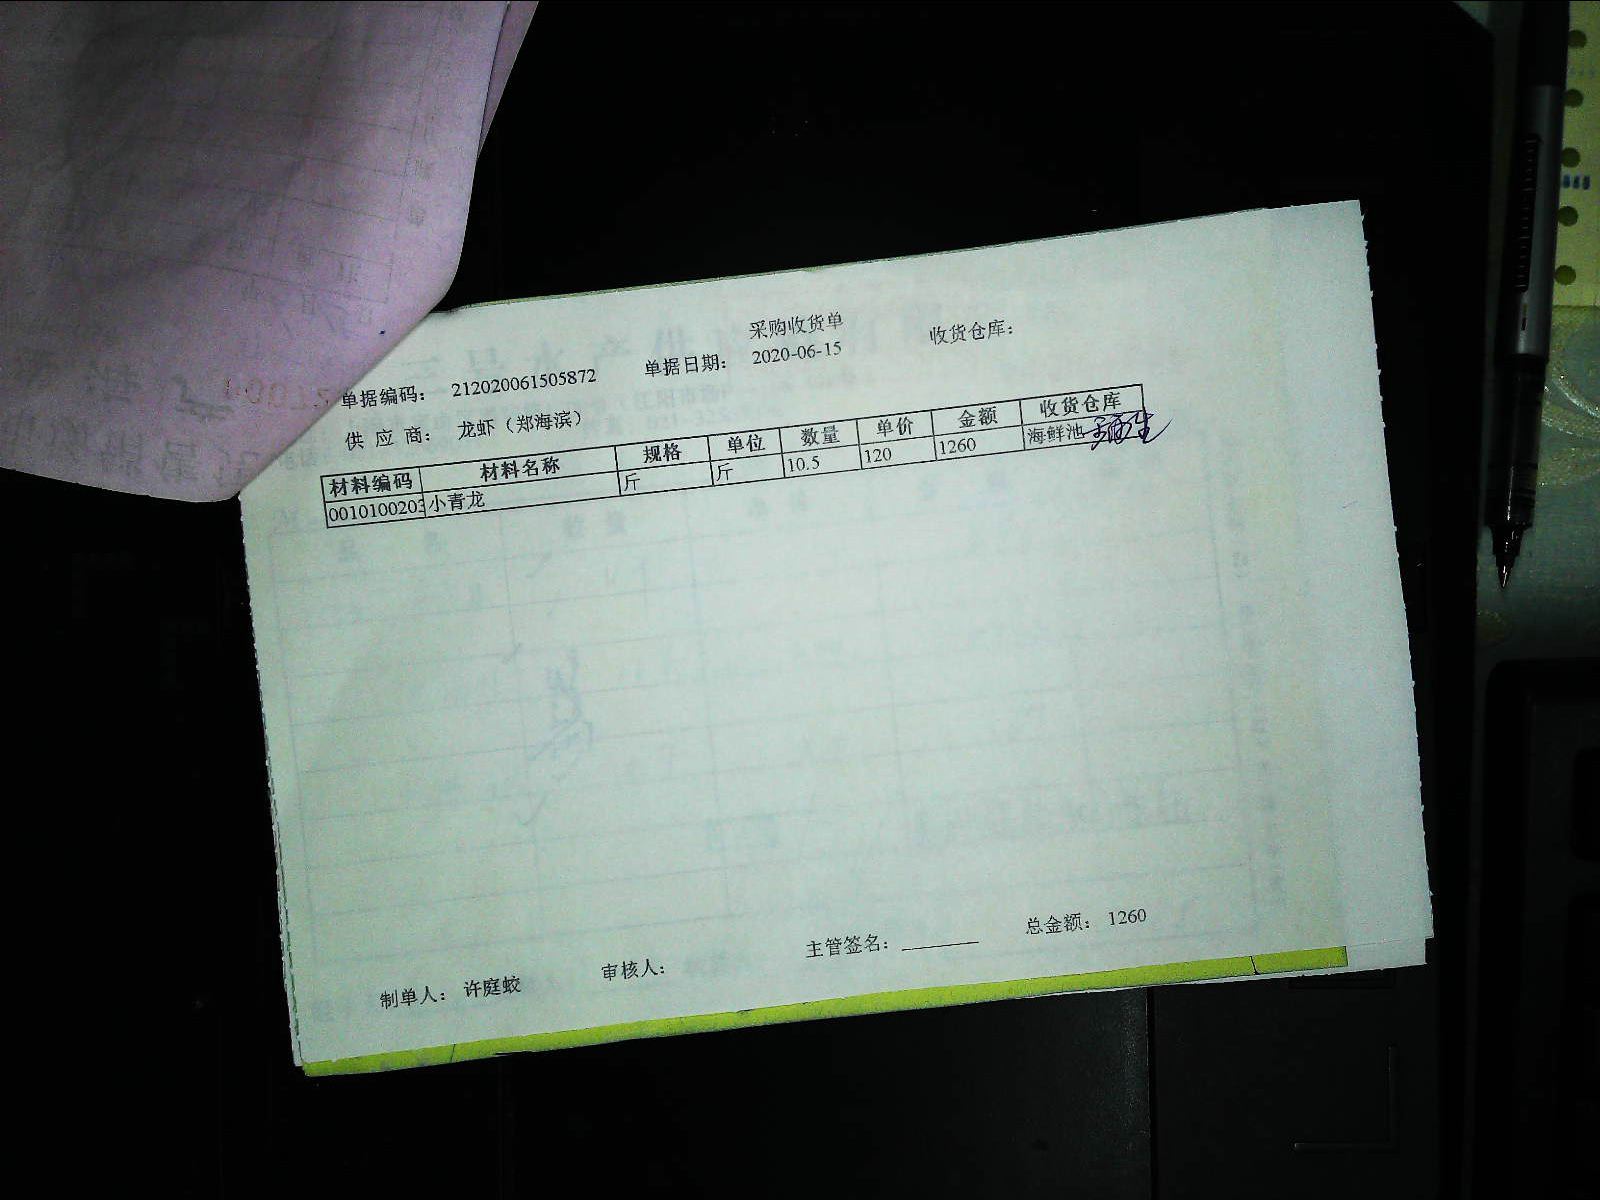 采购收货单
单据编码： 212020061505872 单据日期： 2020-06-15 收货仓库：
供 应 商： 龙虾（郑海滨）
材料编码 材料名称 规格 单位 数量 单价 金额 收货仓库
0010100203 小青龙 斤 斤 10.5 120 1260 海鲜池
制单人： 许庭蛟 审核人： 主管签名：________ 总金额： 1260